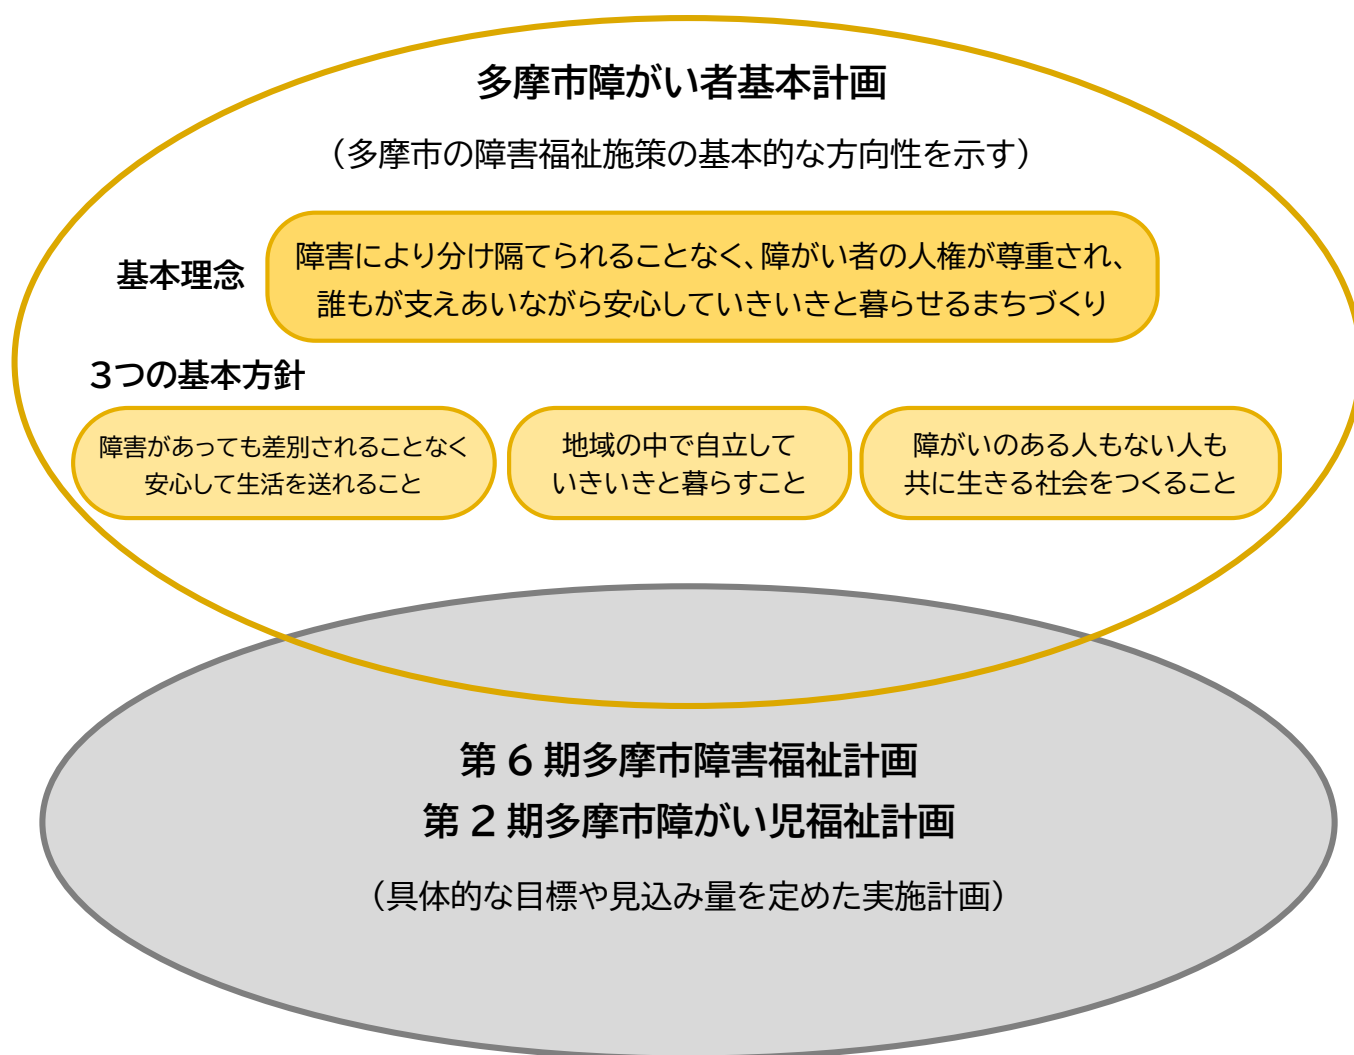 多摩市障がい者基本計画
（多摩市の障害福祉施策の基本的な方向性を示す）
基本理念
障害により分け隔てられることなく、障がい者の人権が尊重され、
誰もが支えあいながら安心していきいきと暮らせるまちづくり
3つの基本方針
障害があっても差別されることなく
安心して生活を送れること
地域の中で自立して
いきいきと暮らすこと
障がいのある人もない人も
共に生きる社会をつくること
第6期多摩市障害福祉計画
第2期多摩市障がい児福祉計画
（具体的な目標や見込み量を定めた実施計画）